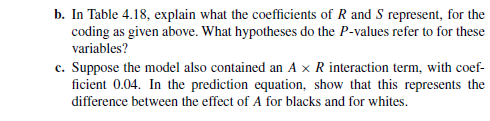 b. In Table 4.18, explain what the coefficients of R and S represent, for the
coding as given above. What hypotheses do the P-values refer to for these
variables?
c. Suppose the model also contained an A × R interaction term, with coef-
ficient 0.04. In the prediction equation, show that this represents the
difference between the effect of A for blacks and for whites.